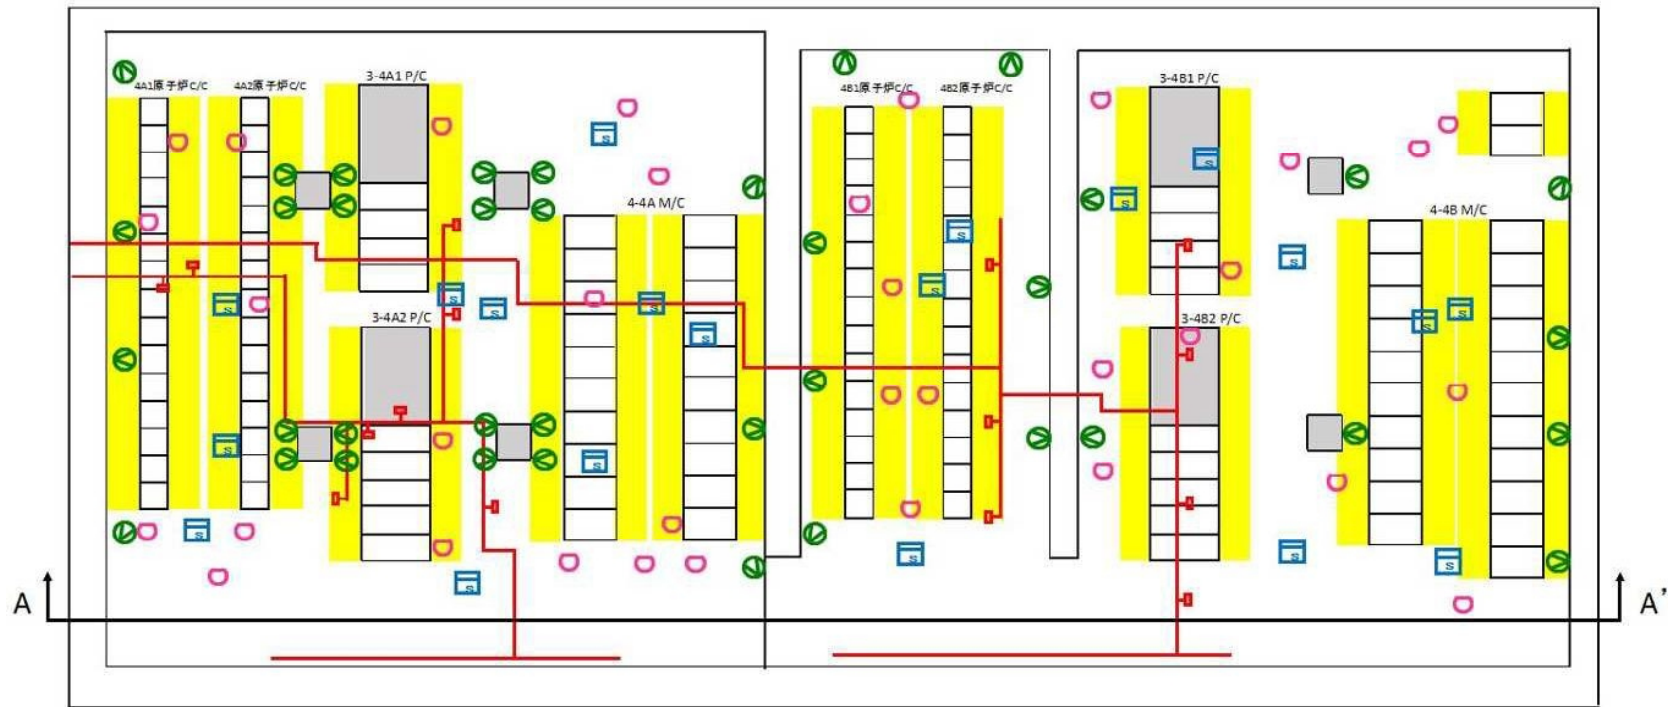 3-4A1 P/C
3-4B1 P/C
4A1原子炉C/C
4A2原子炉C/C
4B1原子炉C/C
4B2原子炉C/C
S
S
S
4-4A M/C
4-4B M/C
S
S
S
S
S
S
S
S
3-4A2 P/C
3-4B2 P/C
S
S
S
S
S
S
S
S
S
A
A’